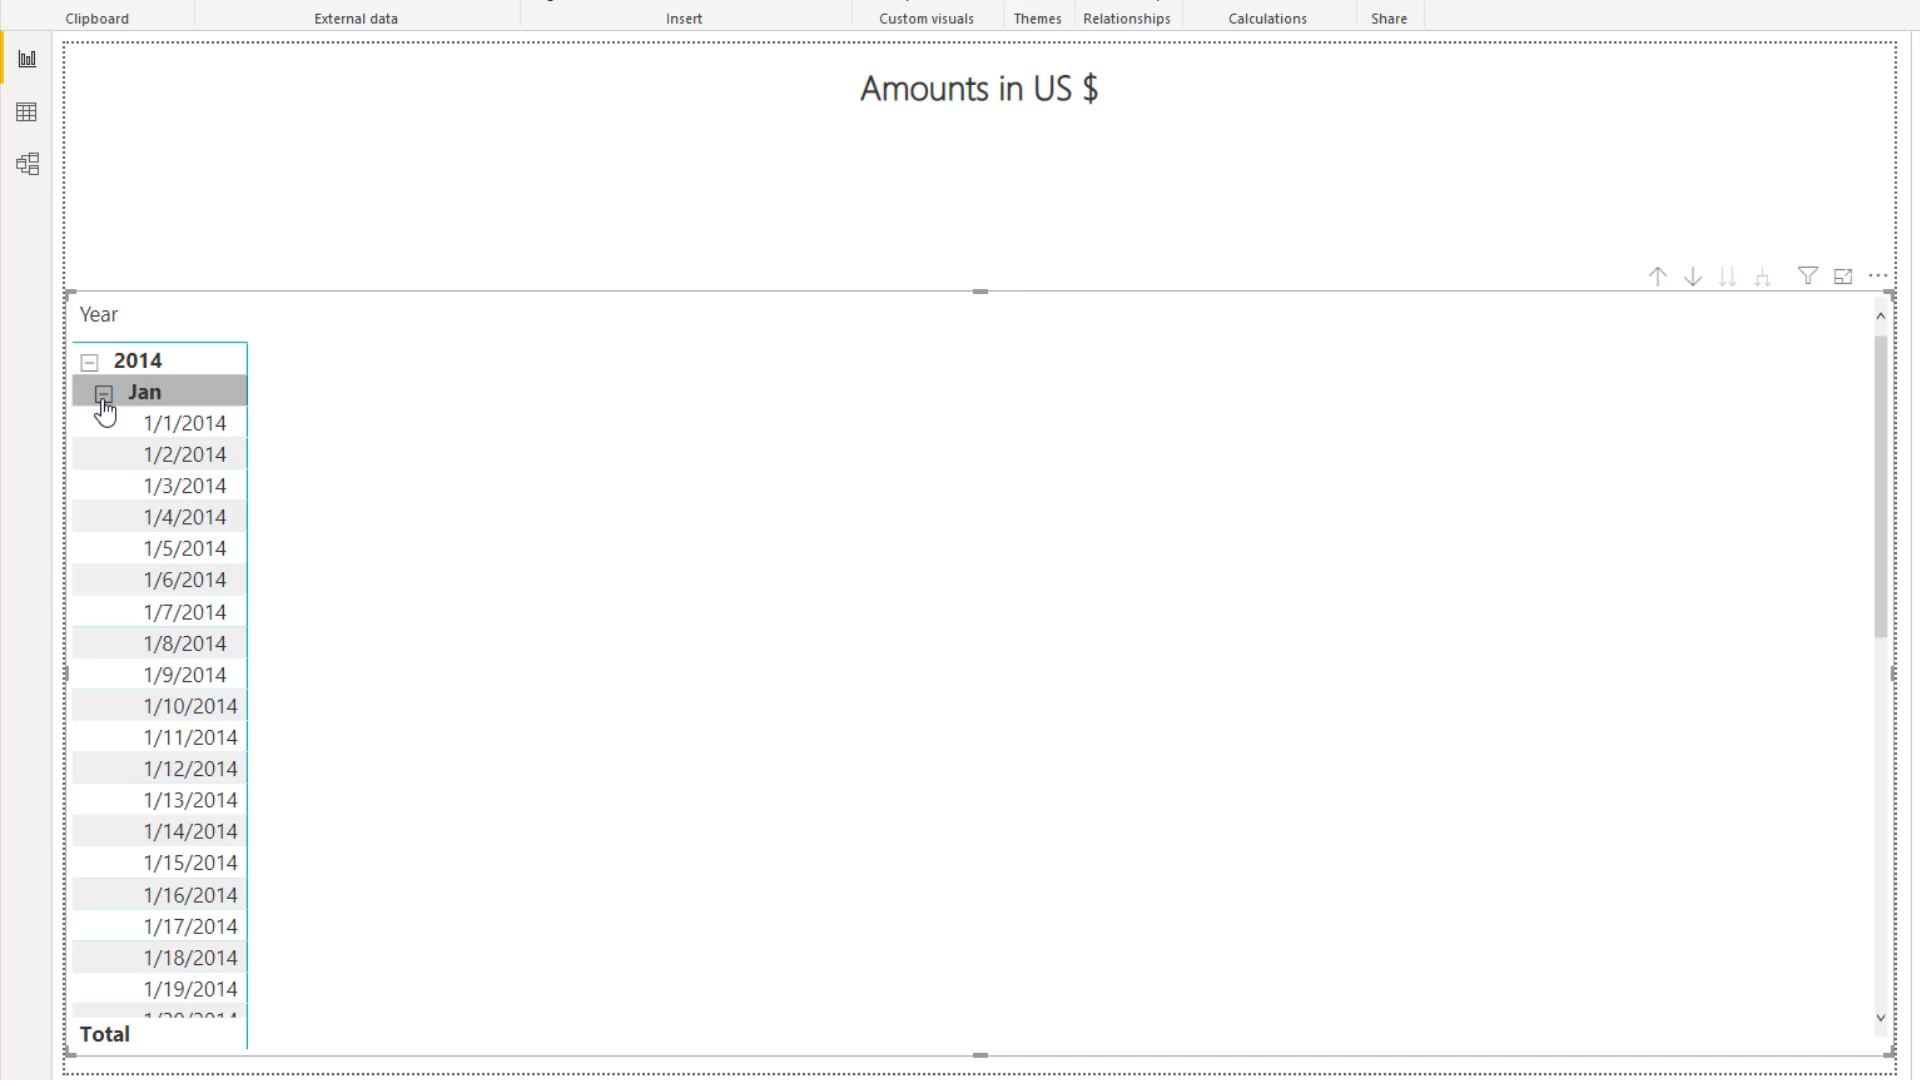 Clipboard
External data
Insert
Custom visuals
Themes
Relationships
Calculations
Share
Amounts in US $
Year
2014
Jan
1/1/2014
1/2/2014
1/3/2014
1/4/2014
1/5/2014
1/6/2014
1/7/2014
1/8/2014
1/9/2014
1/10/2014
1/11/2014
1/12/2014
1/13/2014
1/14/2014
1/15/2014
1/16/2014
1/17/2014
1/18/2014
1/19/2014
1/20/2014
Total